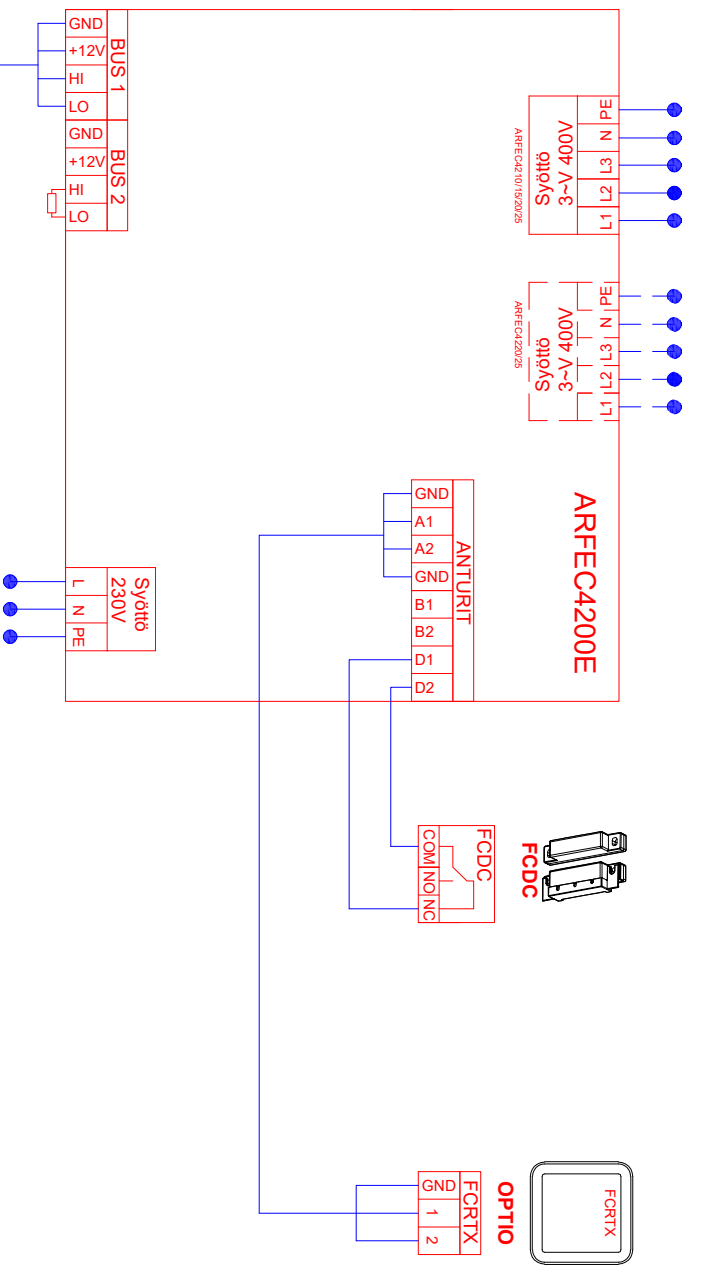 GND
+12V
HI
LO
BUS 1
GND
+12V
HI
LO
BUS 2
PE
N
L3
L2
L1
3~V 400V
Syöttö
ARFEC4210/15/20/25
PE
N
L3
L2
L1
3~V 400V
Syöttö
ARFEC4220/25
ARFEC4200E
GND
A1
A2
GND
B1
B2
D1
D2
ANTURIT
Syöttö
230V
L
N
PE
FCDC
COM
NO
NC
FCDC
FCRTX
OPTIO
FCRTX
GND
1
2